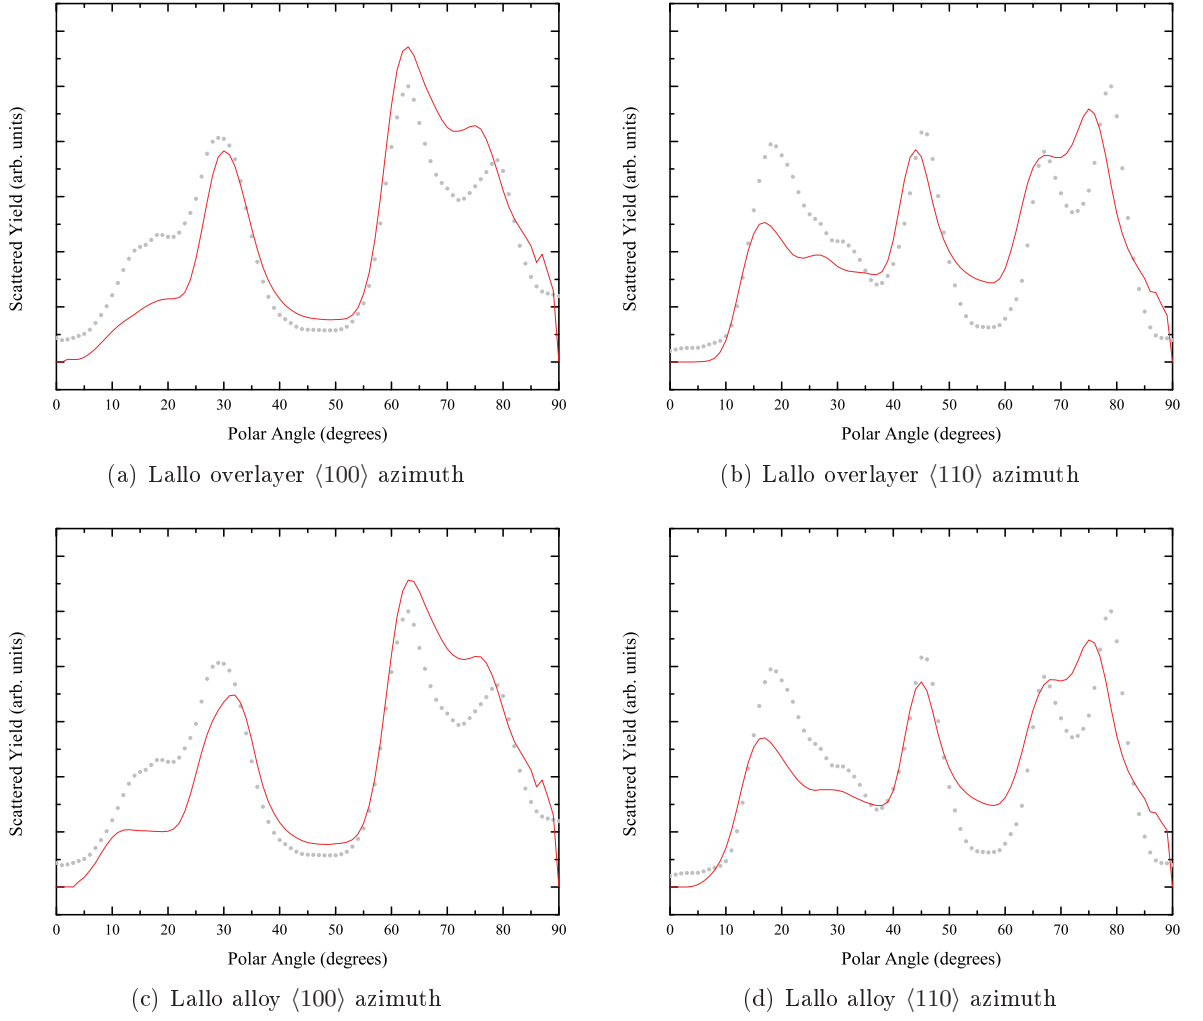 Scattered Yield (arb. units)
0 10 20 30 40 50 60 70 80 90
Polar Angle (degrees)
(a) Lallo overlayer ⟨100⟩ azimuth
Scattered Yield (arb. units)
0 10 20 30 40 50 60 70 80 90
Polar Angle (degrees)
(b) Lallo overlayer ⟨110⟩ azimuth
Scattered Yield (arb. units)
0 10 20 30 40 50 60 70 80 90
Polar Angle (degrees)
(c) Lallo alloy ⟨100⟩ azimuth
Scattered Yield (arb. units)
0 10 20 30 40 50 60 70 80 90
Polar Angle (degrees)
(d) Lallo alloy ⟨110⟩ azimuth